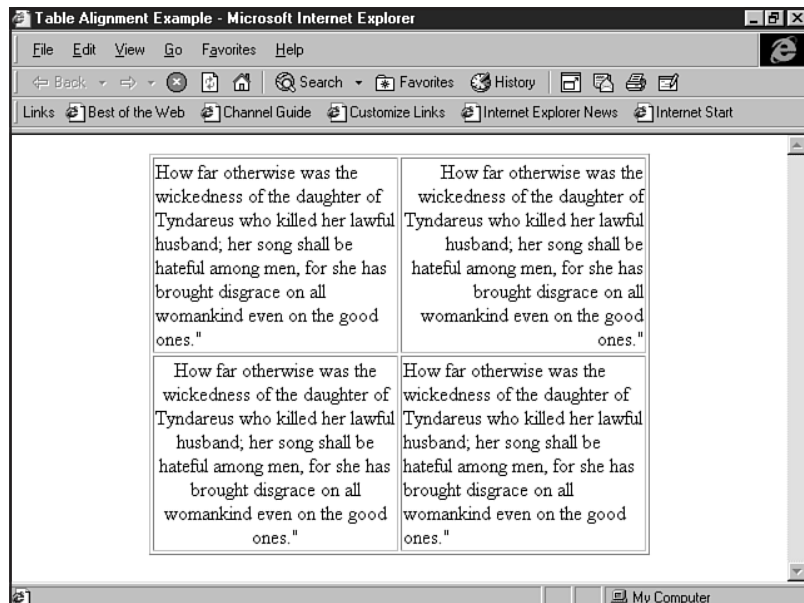 Table Alignment Example - Microsoft Internet Explorer
File Edit View Go Favorites Help
Back Search Favorites History
Links Best of the Web Channel Guide Customize Links Internet Explorer News Internet Start
How far otherwise was the
wickedness of the daughter of
Tyndareus who killed her lawful
husband; her song shall be
hateful among men, for she has
brought disgrace on all
womankind even on the good
ones."
How far otherwise was the
wickedness of the daughter of
Tyndareus who killed her lawful
husband; her song shall be
hateful among men, for she has
brought disgrace on all
womankind even on the good
ones."
How far otherwise was the
wickedness of the daughter of
Tyndareus who killed her lawful
husband; her song shall be
hateful among men, for she has
brought disgrace on all
womankind even on the good
ones."
How far otherwise was the
wickedness of the daughter of
Tyndareus who killed her lawful
husband; her song shall be
hateful among men, for she has
brought disgrace on all
womankind even on the good
ones."
My Computer